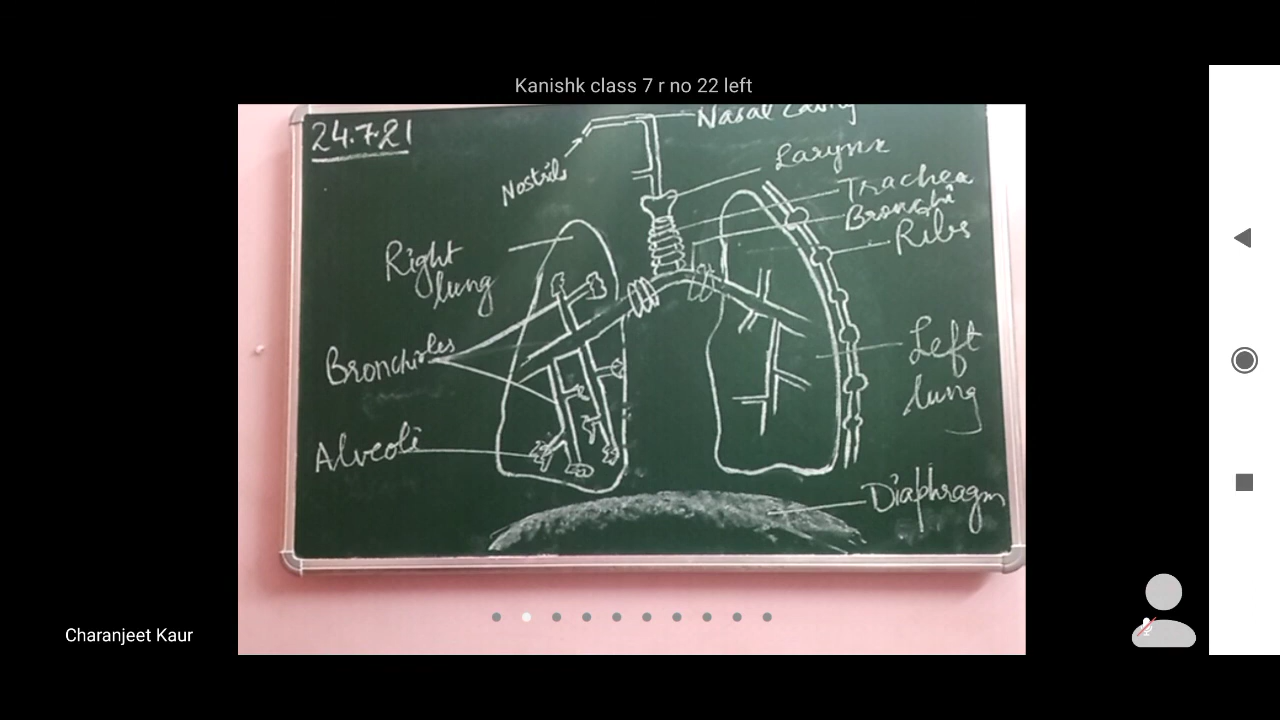 Kanishk class 7 r no 22 left
24.7.21
Nasal Cavity
Nostrils
Larynx
Trachea
Bronchi
Ribs
Right
lung
Bronchioles
Left
lung
Alveoli
Diaphragm
Charanjeet Kaur